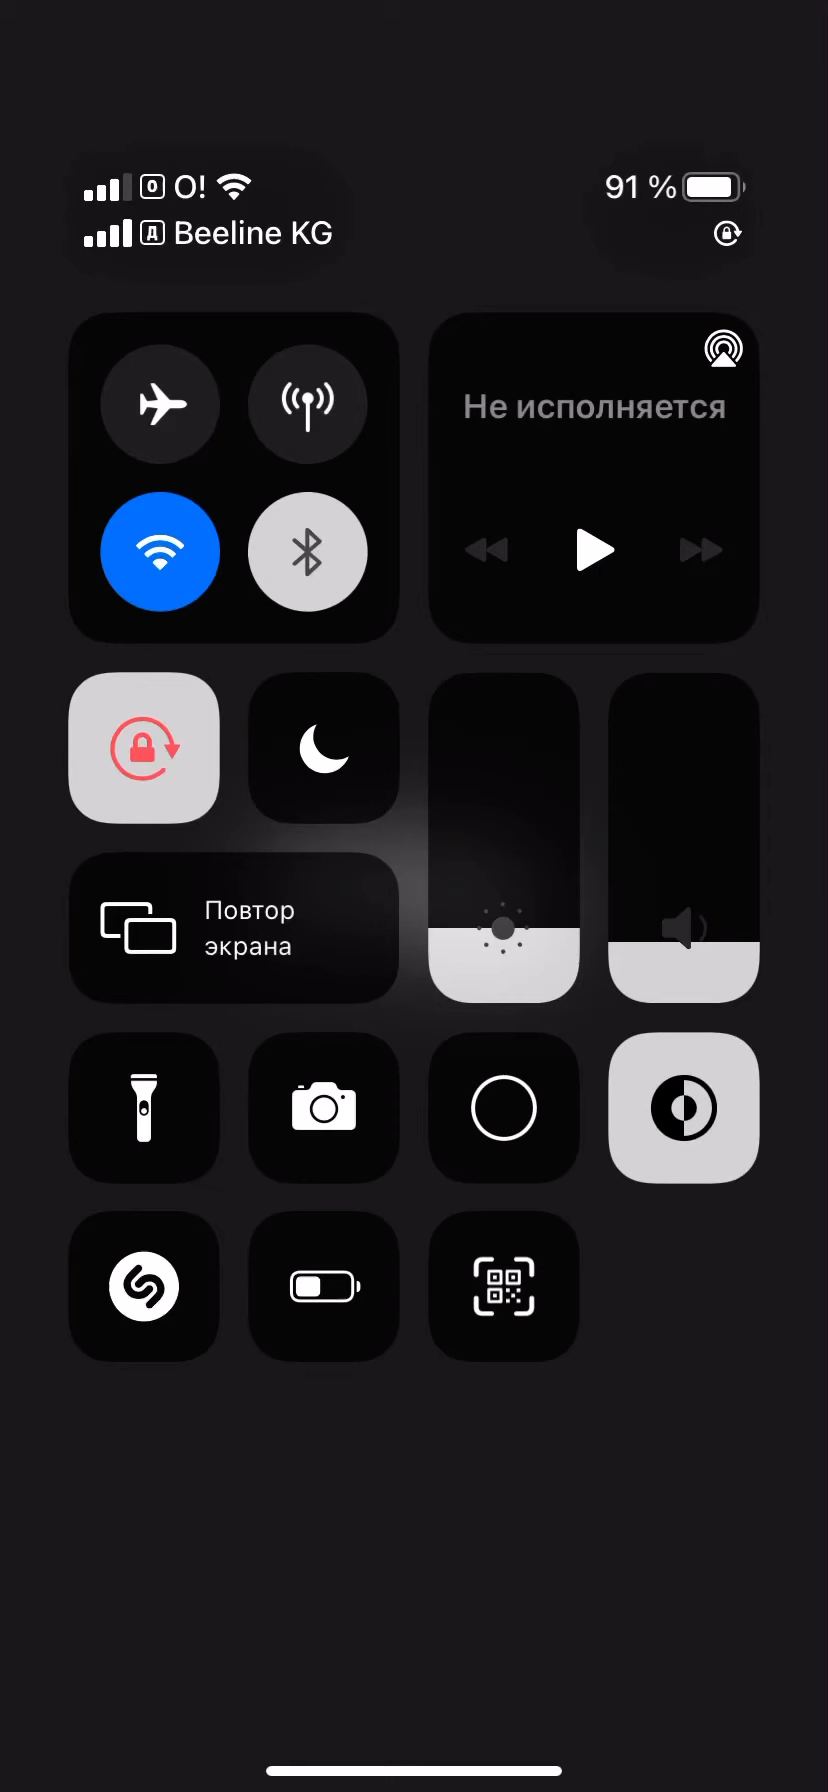 О О!
91 %
Д Beeline KG
Не исполняется
Повтор
экрана